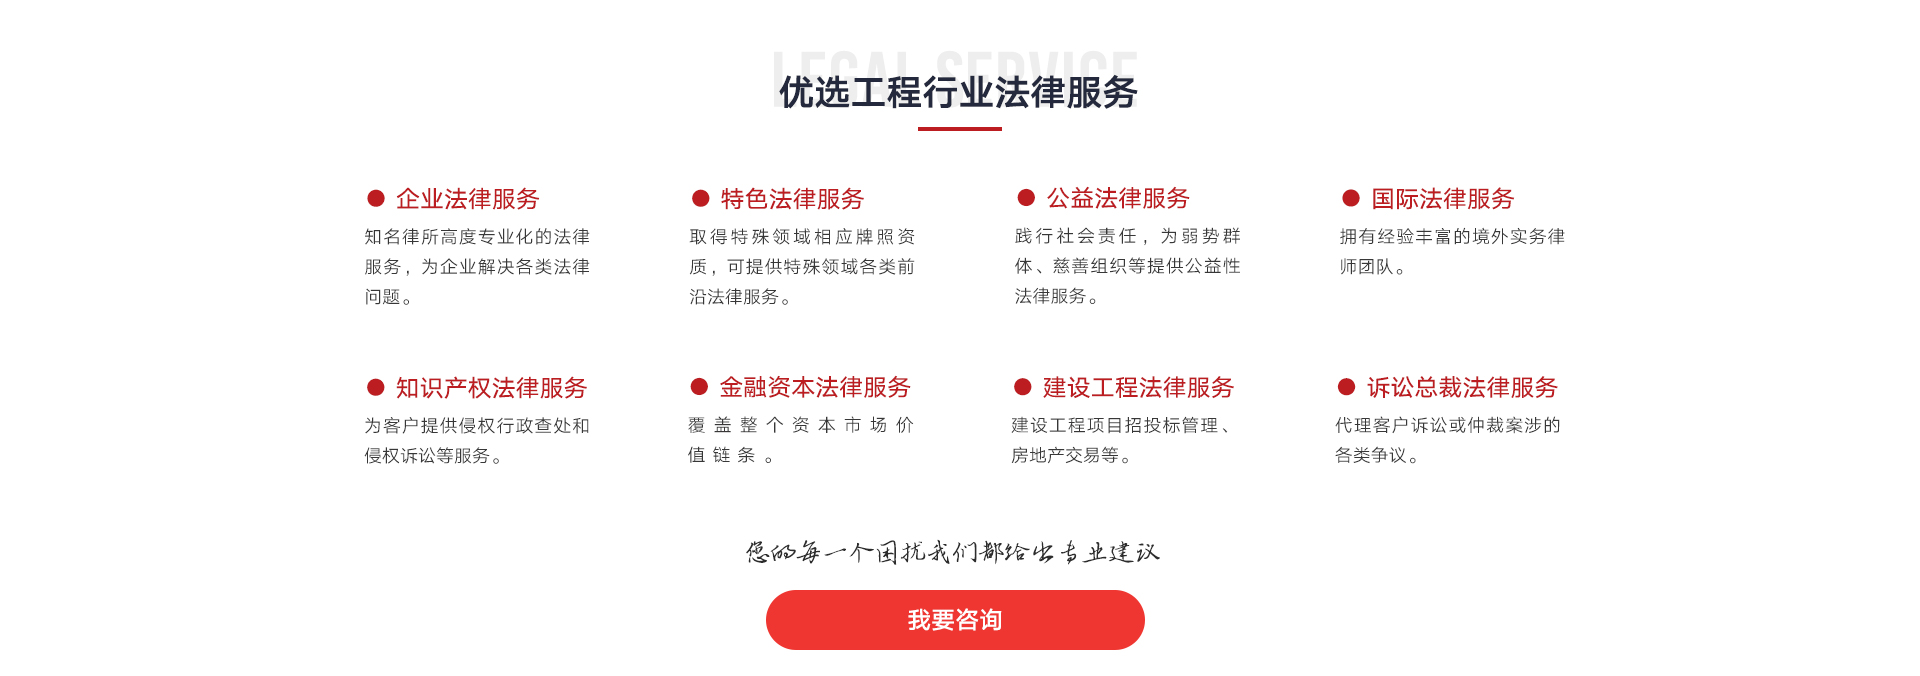 LEGAL SERVICE
优选工程行业法律服务
企业法律服务
知名律所高度专业化的法律
服务，为企业解决各类法律
问题。
特色法律服务
取得特殊领域相应牌照资
质，可提供特殊领域各类前
沿法律服务。
公益法律服务
践行社会责任，为弱势群
体、慈善组织等提供公益性
法律服务。
国际法律服务
拥有经验丰富的境外实务律
师团队。
知识产权法律服务
为客户提供侵权行政查处和
侵权诉讼等服务。
金融资本法律服务
覆盖整个资本市场价
值链条。
建设工程法律服务
建设工程项目招投标管理、
房地产交易等。
诉讼总裁法律服务
代理客户诉讼或仲裁案涉的
各类争议。
您的每一个困扰我们都给出专业建议
我要咨询